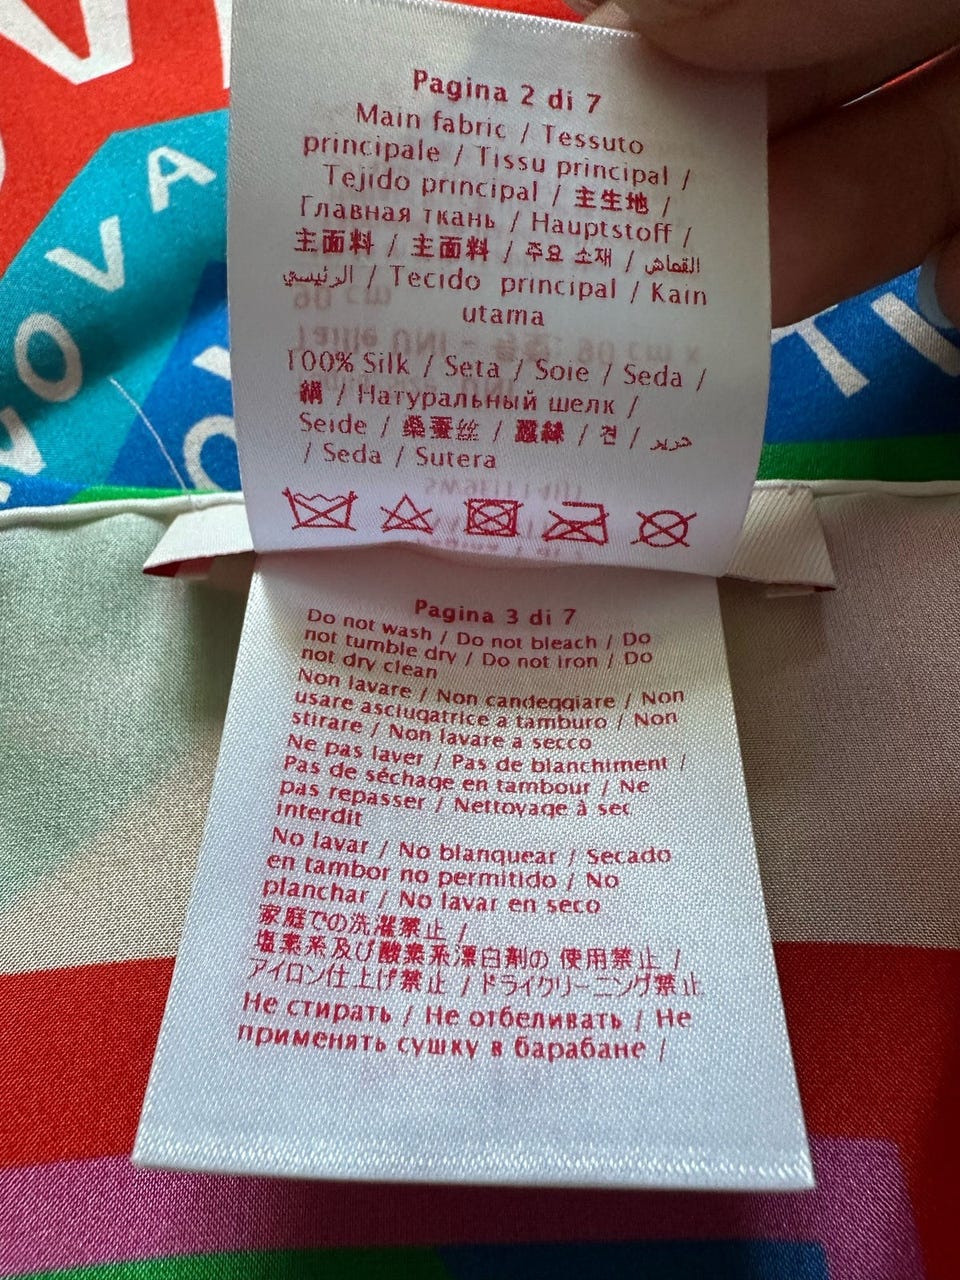 NOVA
Pagina 2 di 7
Main fabric / Tessuto
principale / Tissu principal /
Tejido principal / 主生地 /
Главная ткань / Hauptstoff /
主面料 / 主面料 / 주요 소재 / القماش
الرئيسي / Tecido principal / Kain
utama
100% Silk / Seta / Soie / Seda /
絹 / Натуральный шелк /
Seide / 桑蚕丝 / 蠶絲 / 견 / حرير
/ Seda / Sutera
Pagina 3 di 7
Do not wash / Do not bleach / Do
not tumble dry / Do not iron / Do
not dry clean
Non lavare / Non candeggiare / Non
usare asciugatrice a tamburo / Non
stirare / Non lavare a secco
Ne pas laver / Pas de blanchiment /
Pas de séchage en tambour / Ne
pas repasser / Nettoyage à sec
interdit
No lavar / No blanquear / Secado
en tambor no permitido / No
planchar / No lavar en seco
家庭での洗濯禁止 /
塩素系及び酸素系漂白剤の 使用禁止 /
アイロン仕上げ禁止 / ドライクリーニング禁止
Не стирать / Не отбеливать / Не
применять сушку в барабане /